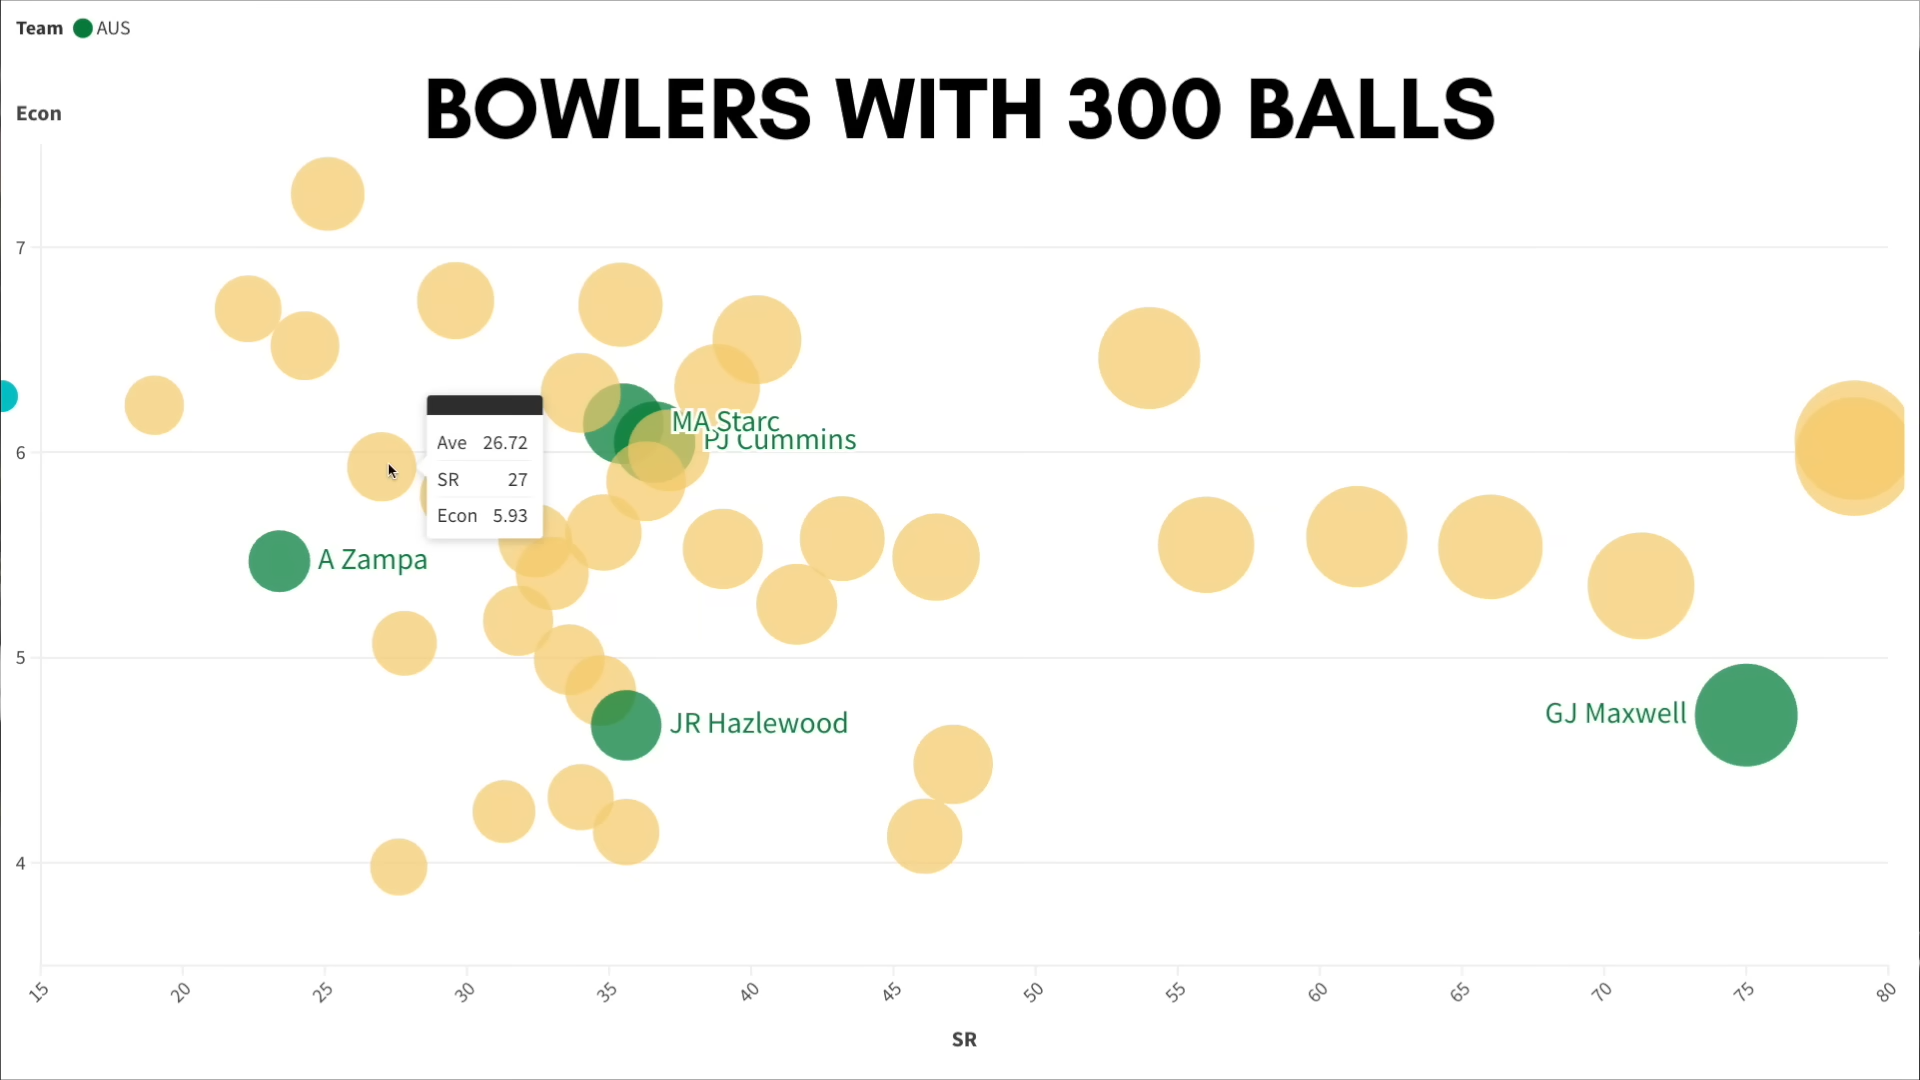 Team AUS
BOWLERS WITH 300 BALLS
Econ
7
MA Starc
PJ Cummins
6
Ave 26.72
SR 27
Econ 5.93
A Zampa
5
GJ Maxwell
JR Hazlewood
4
15 20 25 30 35 40 45 50 55 60 65 70 75 80
SR